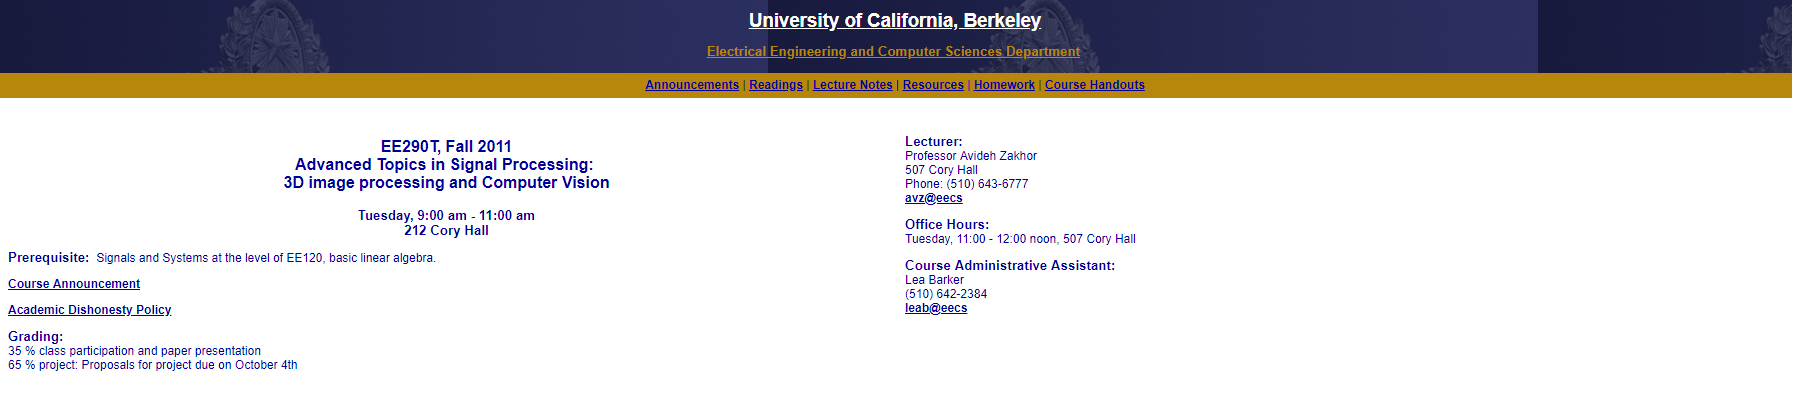 University of California, Berkeley
Electrical Engineering and Computer Sciences Department
Announcements | Readings | Lecture Notes | Resources | Homework | Course Handouts
EE290T, Fall 2011
Advanced Topics in Signal Processing:
3D image processing and Computer Vision
Tuesday, 9:00 am - 11:00 am
212 Cory Hall
Prerequisite: Signals and Systems at the level of EE120, basic linear algebra.
Course Announcement
Academic Dishonesty Policy
Grading:
35 % class participation and paper presentation
65 % project: Proposals for project due on October 4th
Lecturer:
Professor Avideh Zakhor
507 Cory Hall
Phone: (510) 643-6777
avz@eecs
Office Hours:
Tuesday, 11:00 - 12:00 noon, 507 Cory Hall
Course Administrative Assistant:
Lea Barker
(510) 642-2384
leab@eecs